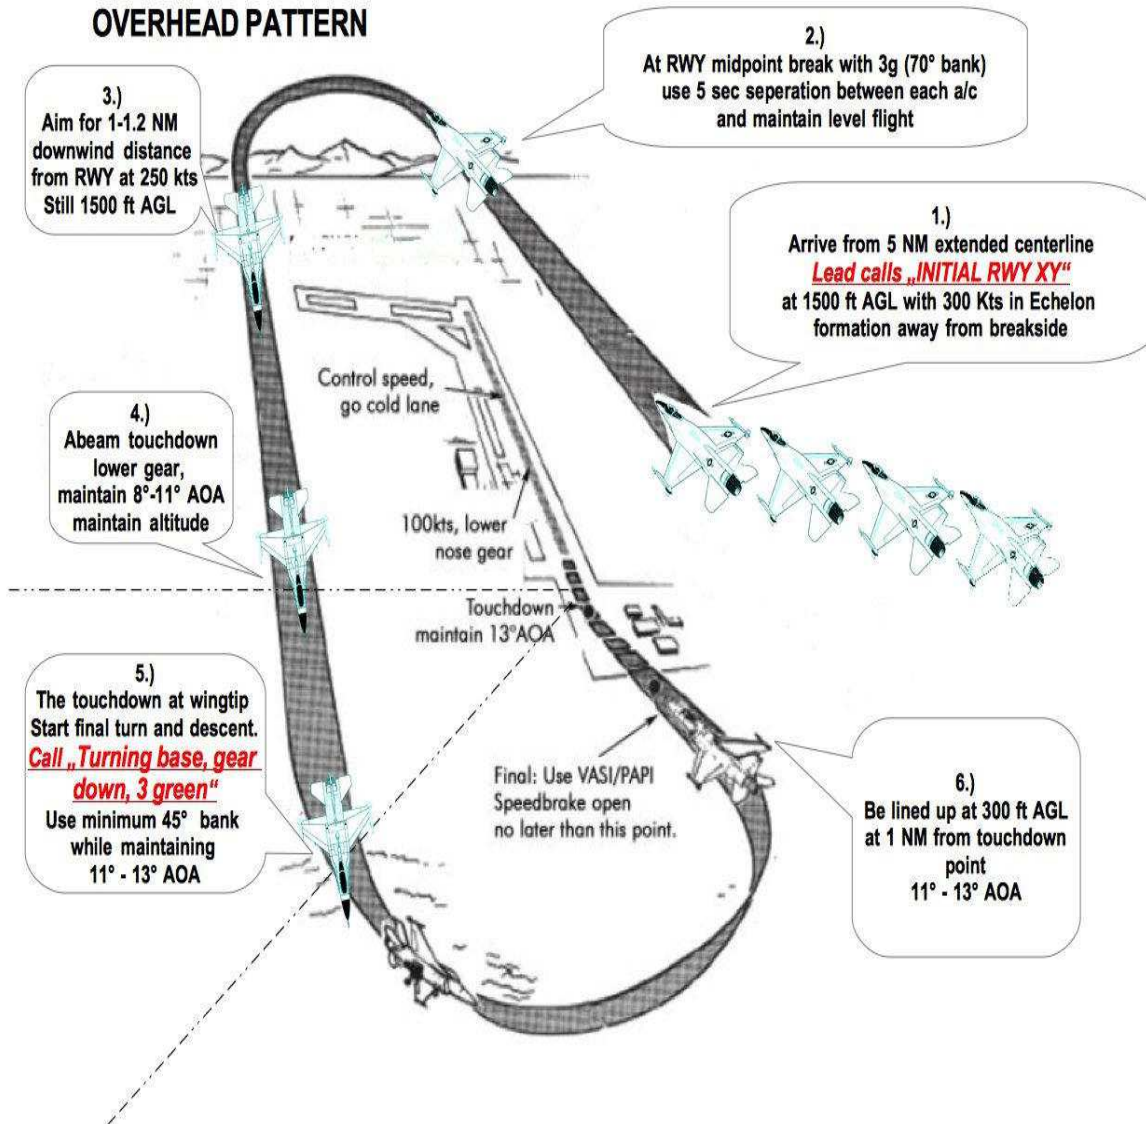 OVERHEAD PATTERN
1.)
Arrive from 5 NM extended centerline
Lead calls „INITIAL RWY XY“
at 1500 ft AGL with 300 Kts in Echelon
formation away from breakside
2.)
At RWY midpoint break with 3g (70° bank)
use 5 sec seperation between each a/c
and maintain level flight
3.)
Aim for 1-1.2 NM
downwind distance
from RWY at 250 kts
Still 1500 ft AGL
4.)
Abeam touchdown
lower gear,
maintain 8°-11° AOA
maintain altitude
5.)
The touchdown at wingtip
Start final turn and descent.
Call „Turning base, gear
down, 3 green“
Use minimum 45° bank
while maintaining
11° - 13° AOA
6.)
Be lined up at 300 ft AGL
at 1 NM from touchdown
point
11° - 13° AOA
Final: Use VASI/PAPI
Speedbrake open
no later than this point.
Touchdown
maintain 13°AOA
100kts, lower
nose gear
Control speed,
go cold lane